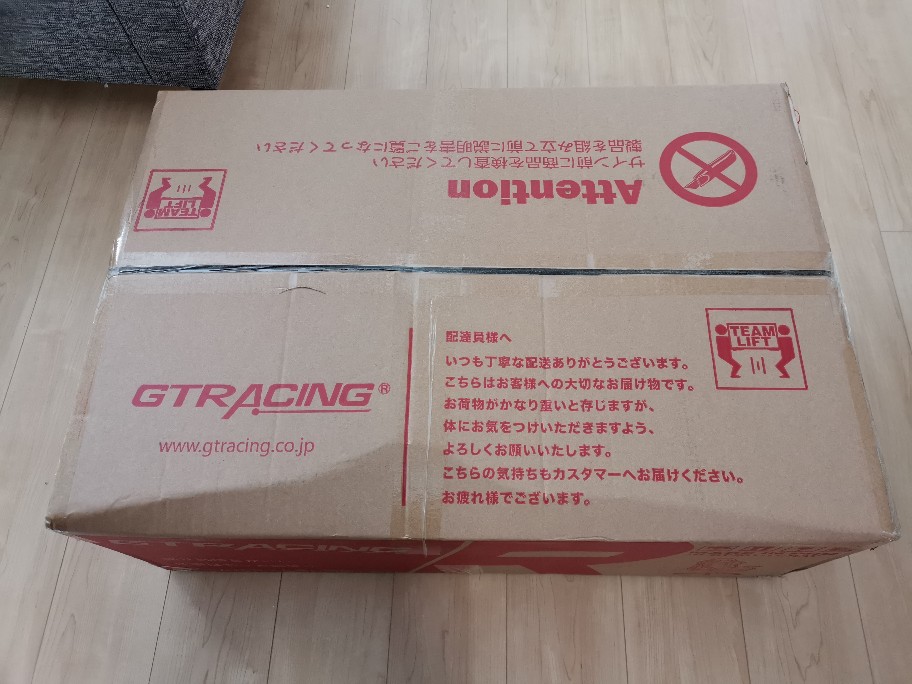 Attention
サイン前に商品を検査してください
製品を組み立て前に説明書をご覧になってください
TEAM
LIFT
GTRACING®
www.gtracing.co.jp
配達員様へ
いつも丁寧な配送ありがとうございます。
こちらはお客様への大切なお届け物です。
お荷物がかなり重いと存じますが、
体にお気をつけいただきますよう、
よろしくお願いいたします。
こちらの気持ちもカスタマーへお届けください。
お疲れ様でございます。
TEAM
LIFT
GTRACING